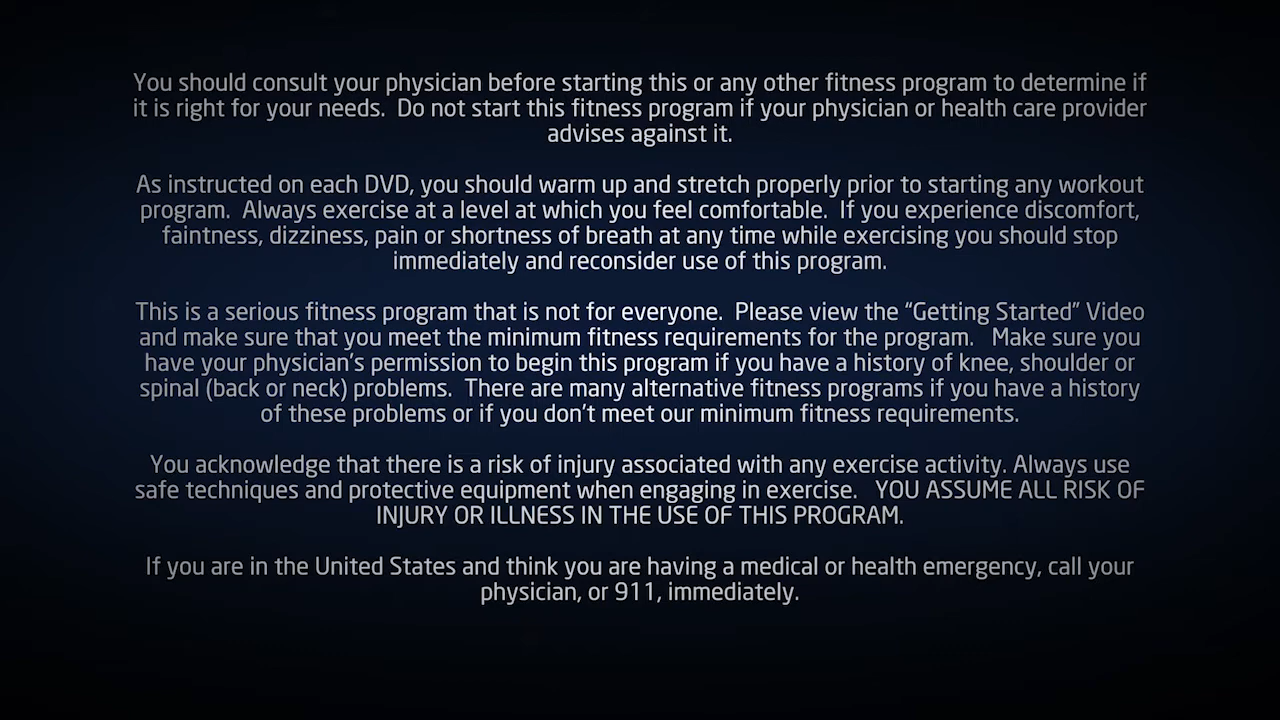 You should consult your physician before starting this or any other fitness program to determine if
it is right for your needs.  Do not start this fitness program if your physician or health care provider
advises against it.
As instructed on each DVD, you should warm up and stretch properly prior to starting any workout
program.  Always exercise at a level at which you feel comfortable.  If you experience discomfort,
faintness, dizziness, pain or shortness of breath at any time while exercising you should stop
immediately and reconsider use of this program.
This is a serious fitness program that is not for everyone.  Please view the “Getting Started” Video
and make sure that you meet the minimum fitness requirements for the program.   Make sure you
have your physician’s permission to begin this program if you have a history of knee, shoulder or
spinal (back or neck) problems.  There are many alternative fitness programs if you have a history
of these problems or if you don’t meet our minimum fitness requirements.
You acknowledge that there is a risk of injury associated with any exercise activity. Always use
safe techniques and protective equipment when engaging in exercise.   YOU ASSUME ALL RISK OF
INJURY OR ILLNESS IN THE USE OF THIS PROGRAM.
If you are in the United States and think you are having a medical or health emergency, call your
physician, or 911, immediately.